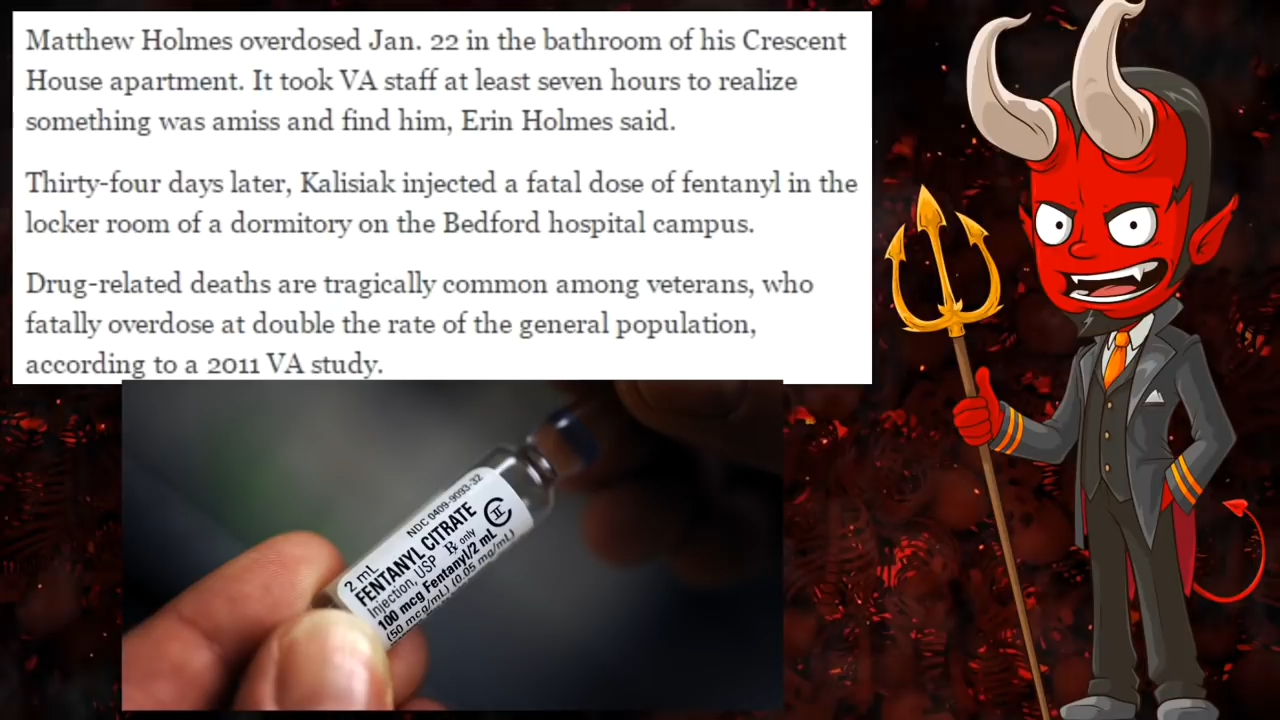 Matthew Holmes overdosed Jan. 22 in the bathroom of his Crescent
House apartment. It took VA staff at least seven hours to realize
something was amiss and find him, Erin Holmes said.
Thirty-four days later, Kalisiak injected a fatal dose of fentanyl in the
locker room of a dormitory on the Bedford hospital campus.
Drug-related deaths are tragically common among veterans, who
fatally overdose at double the rate of the general population,
according to a 2011 VA study.
2 mL NDC 0409-9093-32
FENTANYL CITRATE CII
Injection, USP Rx only
100 mcg Fentanyl/2 mL
(50 mcg/mL) (0.05 mg/mL)